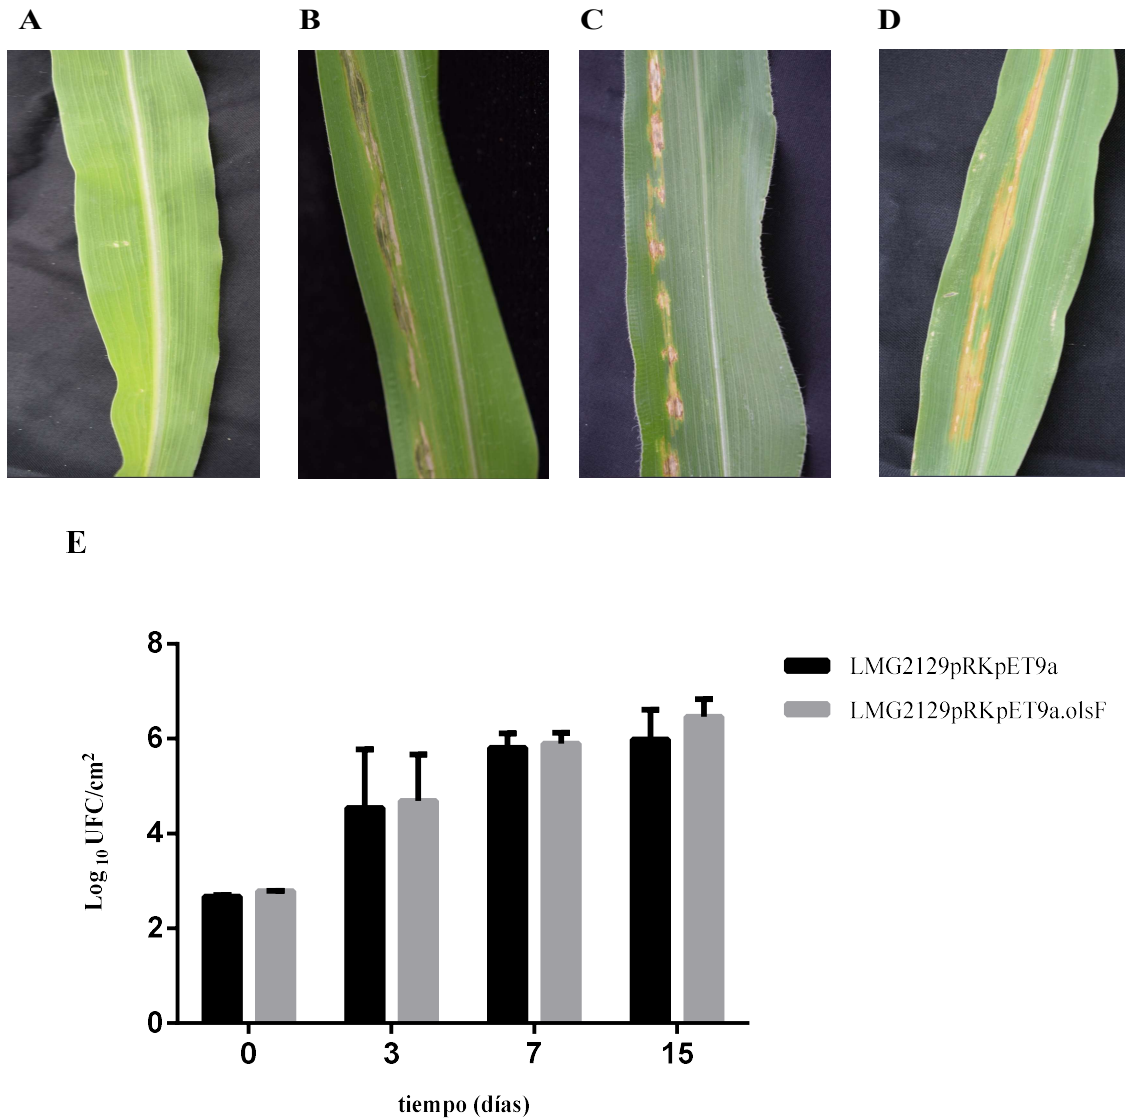 A
B
C
D
E
8
6
4
2
0
Log 10 UFC/cm2
0
3
7
15
tiempo (días)
LMG2129pRKpET9a
LMG2129pRKpET9a.olsF